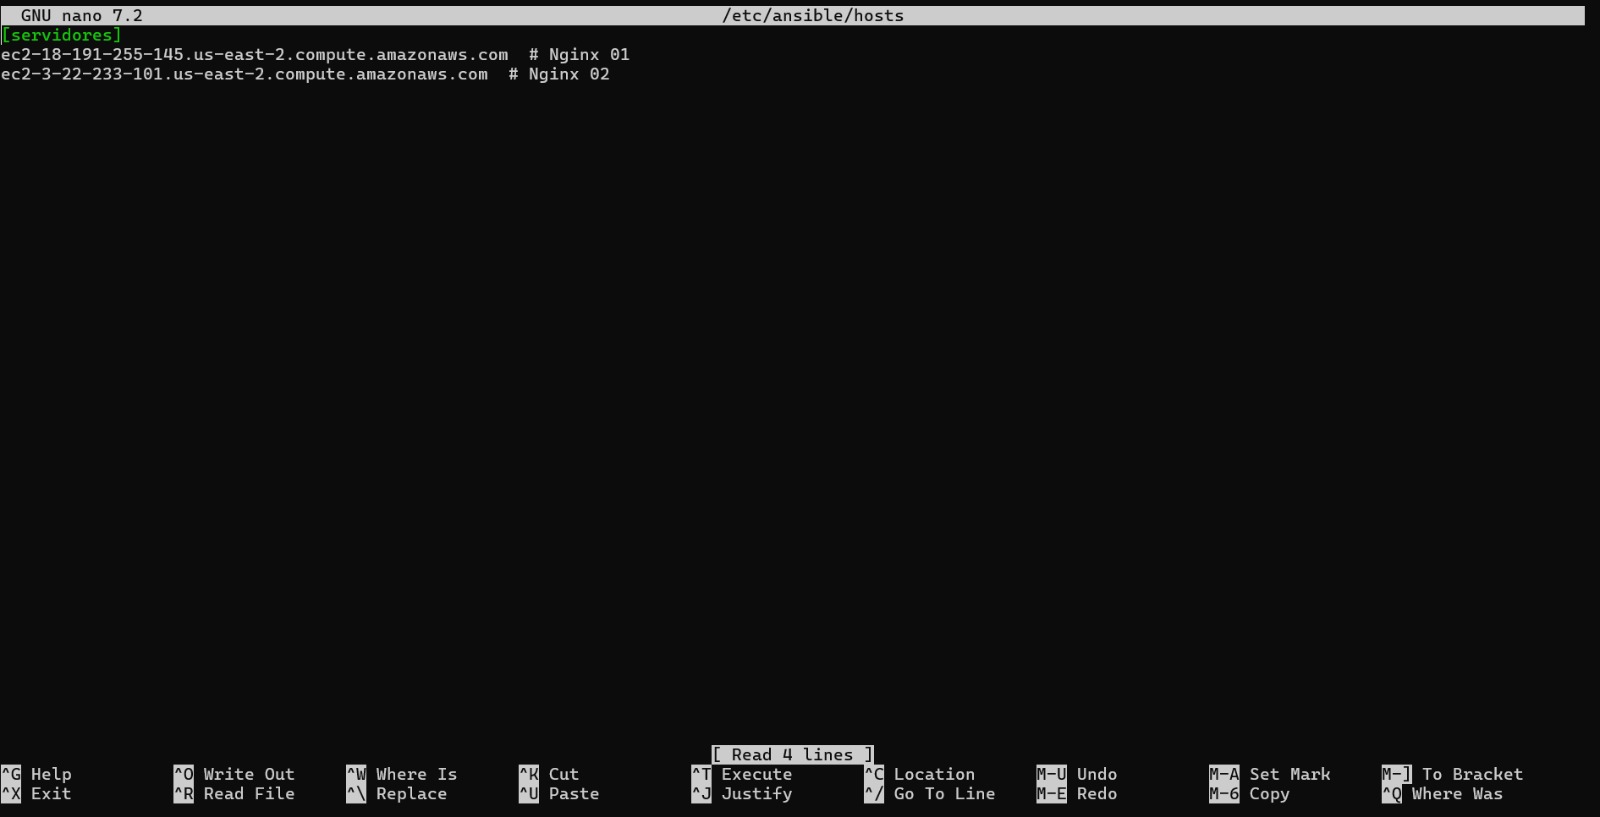 GNU nano 7.2 /etc/ansible/hosts
[servidores]
ec2-18-191-255-145.us-east-2.compute.amazonaws.com  # Nginx 01
ec2-3-22-233-101.us-east-2.compute.amazonaws.com  # Nginx 02
[ Read 4 lines ]
^G Help ^O Write Out ^W Where Is ^K Cut ^T Execute ^C Location M-U Undo M-A Set Mark M-] To Bracket
^X Exit ^R Read File ^\ Replace ^U Paste ^J Justify ^/ Go To Line M-E Redo M-6 Copy ^Q Where Was